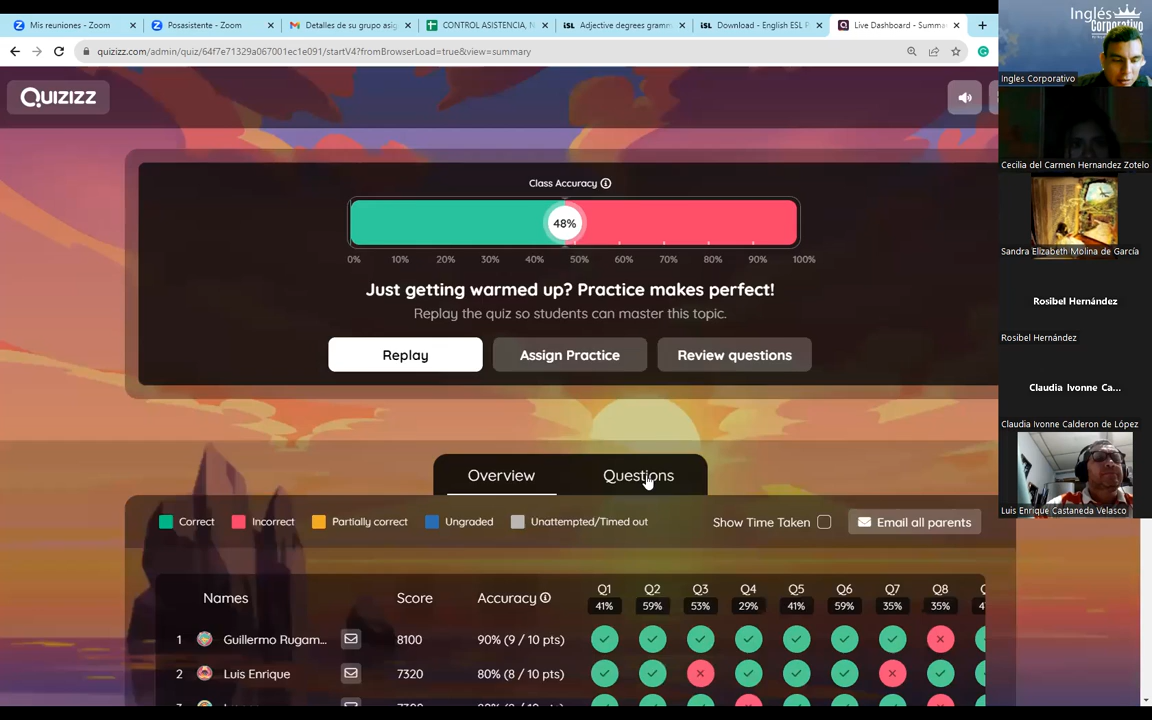 Mis reuniones - Zoom
Posasistente - Zoom
Detalles de su grupo asig
CONTROL ASISTENCIA, N
Adjective degrees gramm
Download - English ESL P
Live Dashboard - Summa
quizizz.com/admin/quiz/64f7e71329a067001ec1e091/startV4?fromBrowserLoad=true&view=summary
Quizizz
Class Accuracy
48%
0% 10% 20% 30% 40% 50% 60% 70% 80% 90% 100%
Just getting warmed up? Practice makes perfect!
Replay the quiz so students can master this topic.
Replay
Assign Practice
Review questions
Overview
Questions
Correct
Incorrect
Partially correct
Ungraded
Unattempted/Timed out
Show Time Taken
Email all parents
Names Score Accuracy Q1 Q2 Q3 Q4 Q5 Q6 Q7 Q8
41% 59% 53% 29% 41% 59% 35% 35%
1 Guillermo Rugam... 8100 90% (9 / 10 pts)
2 Luis Enrique 7320 80% (8 / 10 pts)
Inglés
Corporativo
Ingles Corporativo
Cecilia del Carmen Hernandez Zotelo
Sandra Elizabeth Molina de García
Rosibel Hernández
Rosibel Hernández
Claudia Ivonne Ca...
Claudia Ivonne Calderon de López
Luis Enrique Castaneda Velasco